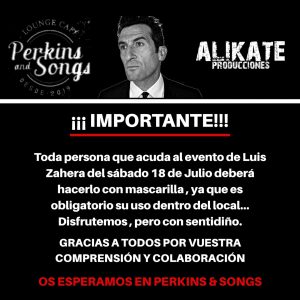 LOUNGE CAFÉ
Perkins
and Songs
DESDE 2019
ALIKATE
PRODUCCIONES
¡¡¡ IMPORTANTE!!!
Toda persona que acuda al evento de Luis
Zahera del sábado 18 de Julio deberá
hacerlo con mascarilla , ya que es
obligatorio su uso dentro del local...
Disfrutemos , pero con sentidiño.
GRACIAS A TODOS POR VUESTRA
COMPRENSIÓN Y COLABORACIÓN
OS ESPERAMOS EN PERKINS & SONGS